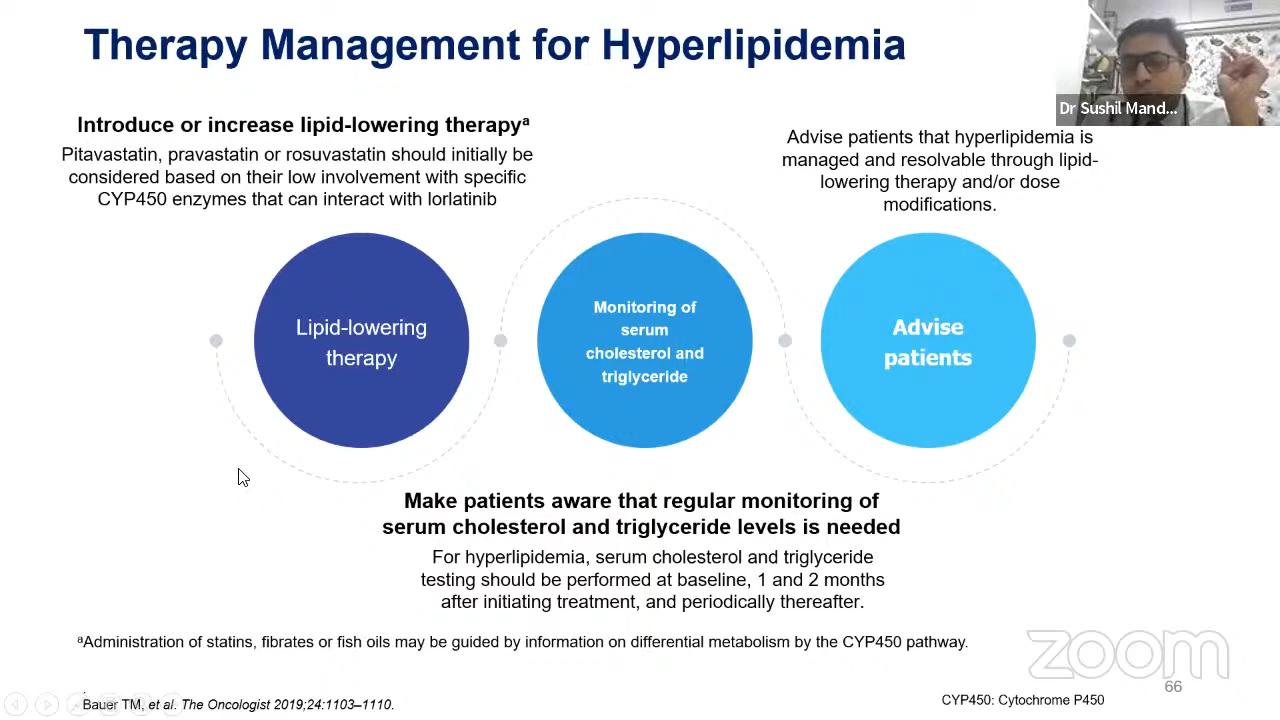 Therapy Management for Hyperlipidemia
Dr Sushil Mand...
Introduce or increase lipid-lowering therapyᵃ
Pitavastatin, pravastatin or rosuvastatin should initially be
considered based on their low involvement with specific
CYP450 enzymes that can interact with lorlatinib
Advise patients that hyperlipidemia is
managed and resolvable through lipid-
lowering therapy and/or dose
modifications.
Lipid-lowering
therapy
Monitoring of
serum
cholesterol and
triglyceride
Advise
patients
Make patients aware that regular monitoring of
serum cholesterol and triglyceride levels is needed
For hyperlipidemia, serum cholesterol and triglyceride
testing should be performed at baseline, 1 and 2 months
after initiating treatment, and periodically thereafter.
ᵃAdministration of statins, fibrates or fish oils may be guided by information on differential metabolism by the CYP450 pathway.
zoom
66
Bauer TM, et al. The Oncologist 2019;24:1103–1110.
CYP450: Cytochrome P450